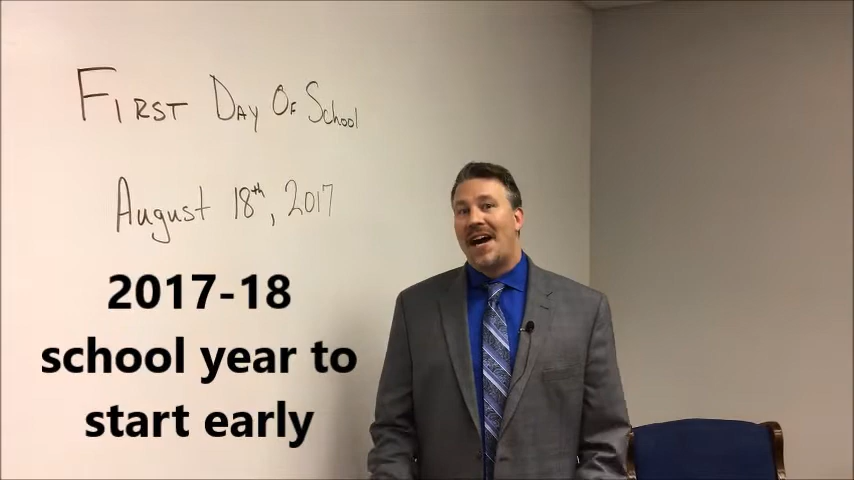 First Day Of School
August 18th, 2017
2017-18
school year to
start early